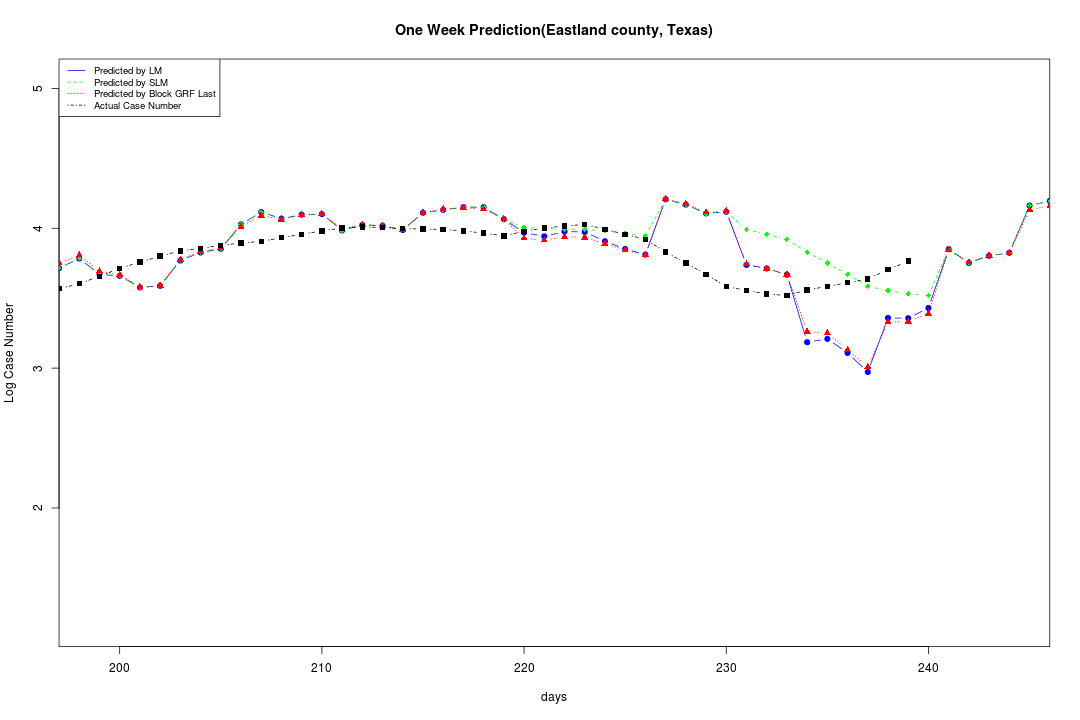 One Week Prediction(Eastland county, Texas)
Predicted by LM
Predicted by SLM
Predicted by Block GRF Last
Actual Case Number
5
4
3
2
Log Case Number
200 210 220 230 240
days